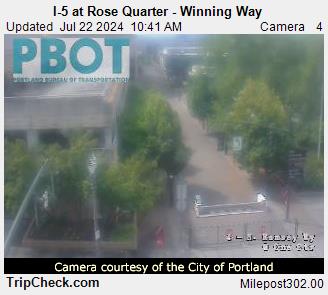 I-5 at Rose Quarter - Winning Way
Updated Jul 22 2024 10:41 AM Camera 4
PBOT
PORTLAND BUREAU OF TRANSPORTATION
Camera courtesy of the City of Portland
TripCheck.com Milepost302.00